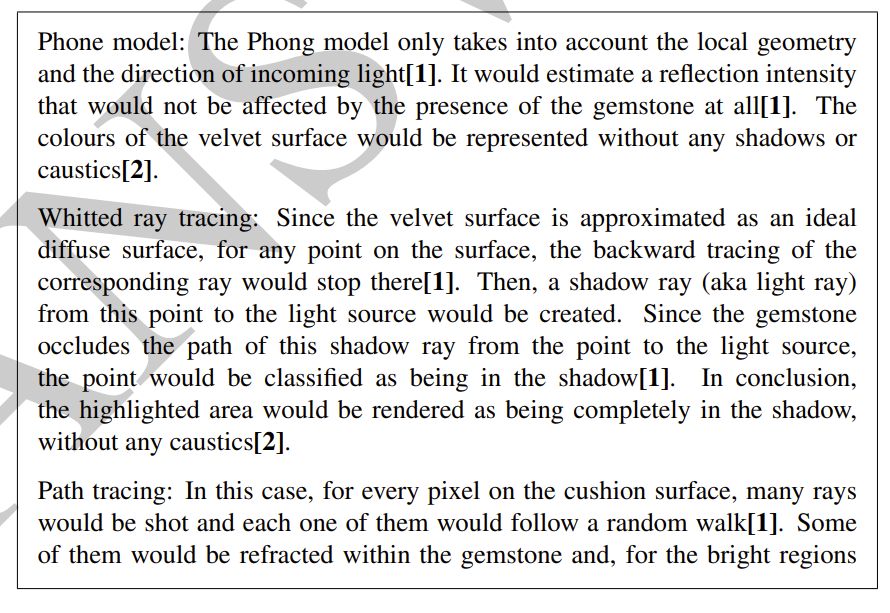 Phone model: The Phong model only takes into account the local geometry
and the direction of incoming light[1]. It would estimate a reflection intensity
that would not be affected by the presence of the gemstone at all[1]. The
colours of the velvet surface would be represented without any shadows or
caustics[2].
Whitted ray tracing: Since the velvet surface is approximated as an ideal
diffuse surface, for any point on the surface, the backward tracing of the
corresponding ray would stop there[1]. Then, a shadow ray (aka light ray)
from this point to the light source would be created. Since the gemstone
occludes the path of this shadow ray from the point to the light source,
the point would be classified as being in the shadow[1]. In conclusion,
the highlighted area would be rendered as being completely in the shadow,
without any caustics[2].
Path tracing: In this case, for every pixel on the cushion surface, many rays
would be shot and each one of them would follow a random walk[1]. Some
of them would be refracted within the gemstone and, for the bright regions
ANS